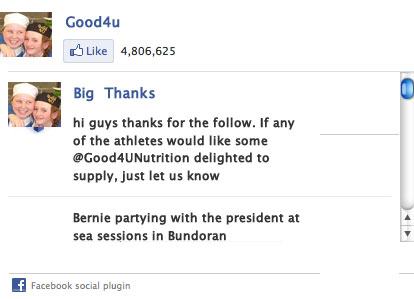 Good4u
Like 4,806,625
Big Thanks
hi guys thanks for the follow. If any
of the athletes would like some
@Good4UNutrition delighted to
supply, just let us know
Bernie partying with the president at
sea sessions in Bundoran
Facebook social plugin